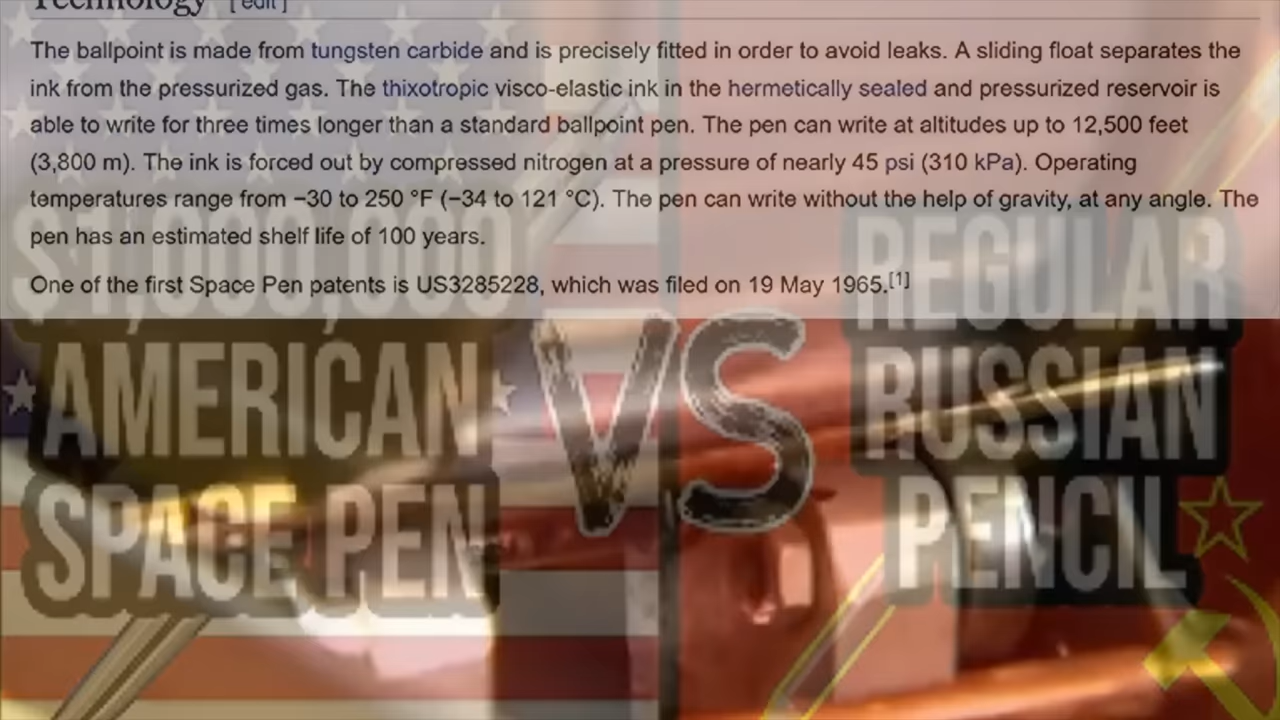 Technology [edit]
The ballpoint is made from tungsten carbide and is precisely fitted in order to avoid leaks. A sliding float separates the
ink from the pressurized gas. The thixotropic visco-elastic ink in the hermetically sealed and pressurized reservoir is
able to write for three times longer than a standard ballpoint pen. The pen can write at altitudes up to 12,500 feet
(3,800 m). The ink is forced out by compressed nitrogen at a pressure of nearly 45 psi (310 kPa). Operating
temperatures range from −30 to 250 °F (−34 to 121 °C). The pen can write without the help of gravity, at any angle. The
pen has an estimated shelf life of 100 years.
One of the first Space Pen patents is US3285228, which was filed on 19 May 1965.[1]
$1,000,000
AMERICAN
SPACE PEN
VS
REGULAR
RUSSIAN
PENCIL